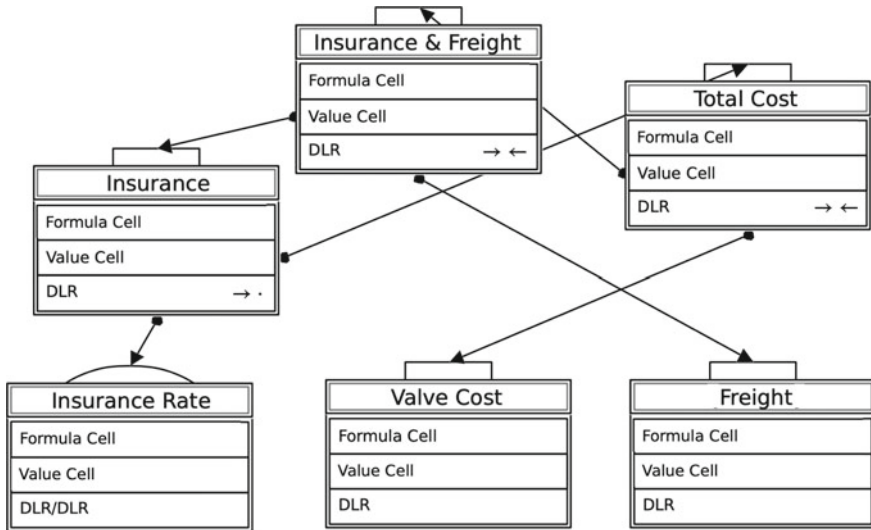 Insurance & Freight
Formula Cell
Value Cell
DLR → ←
Total Cost
Formula Cell
Value Cell
DLR → ←
Insurance
Formula Cell
Value Cell
DLR → ·
Insurance Rate
Formula Cell
Value Cell
DLR/DLR
Valve Cost
Formula Cell
Value Cell
DLR
Freight
Formula Cell
Value Cell
DLR